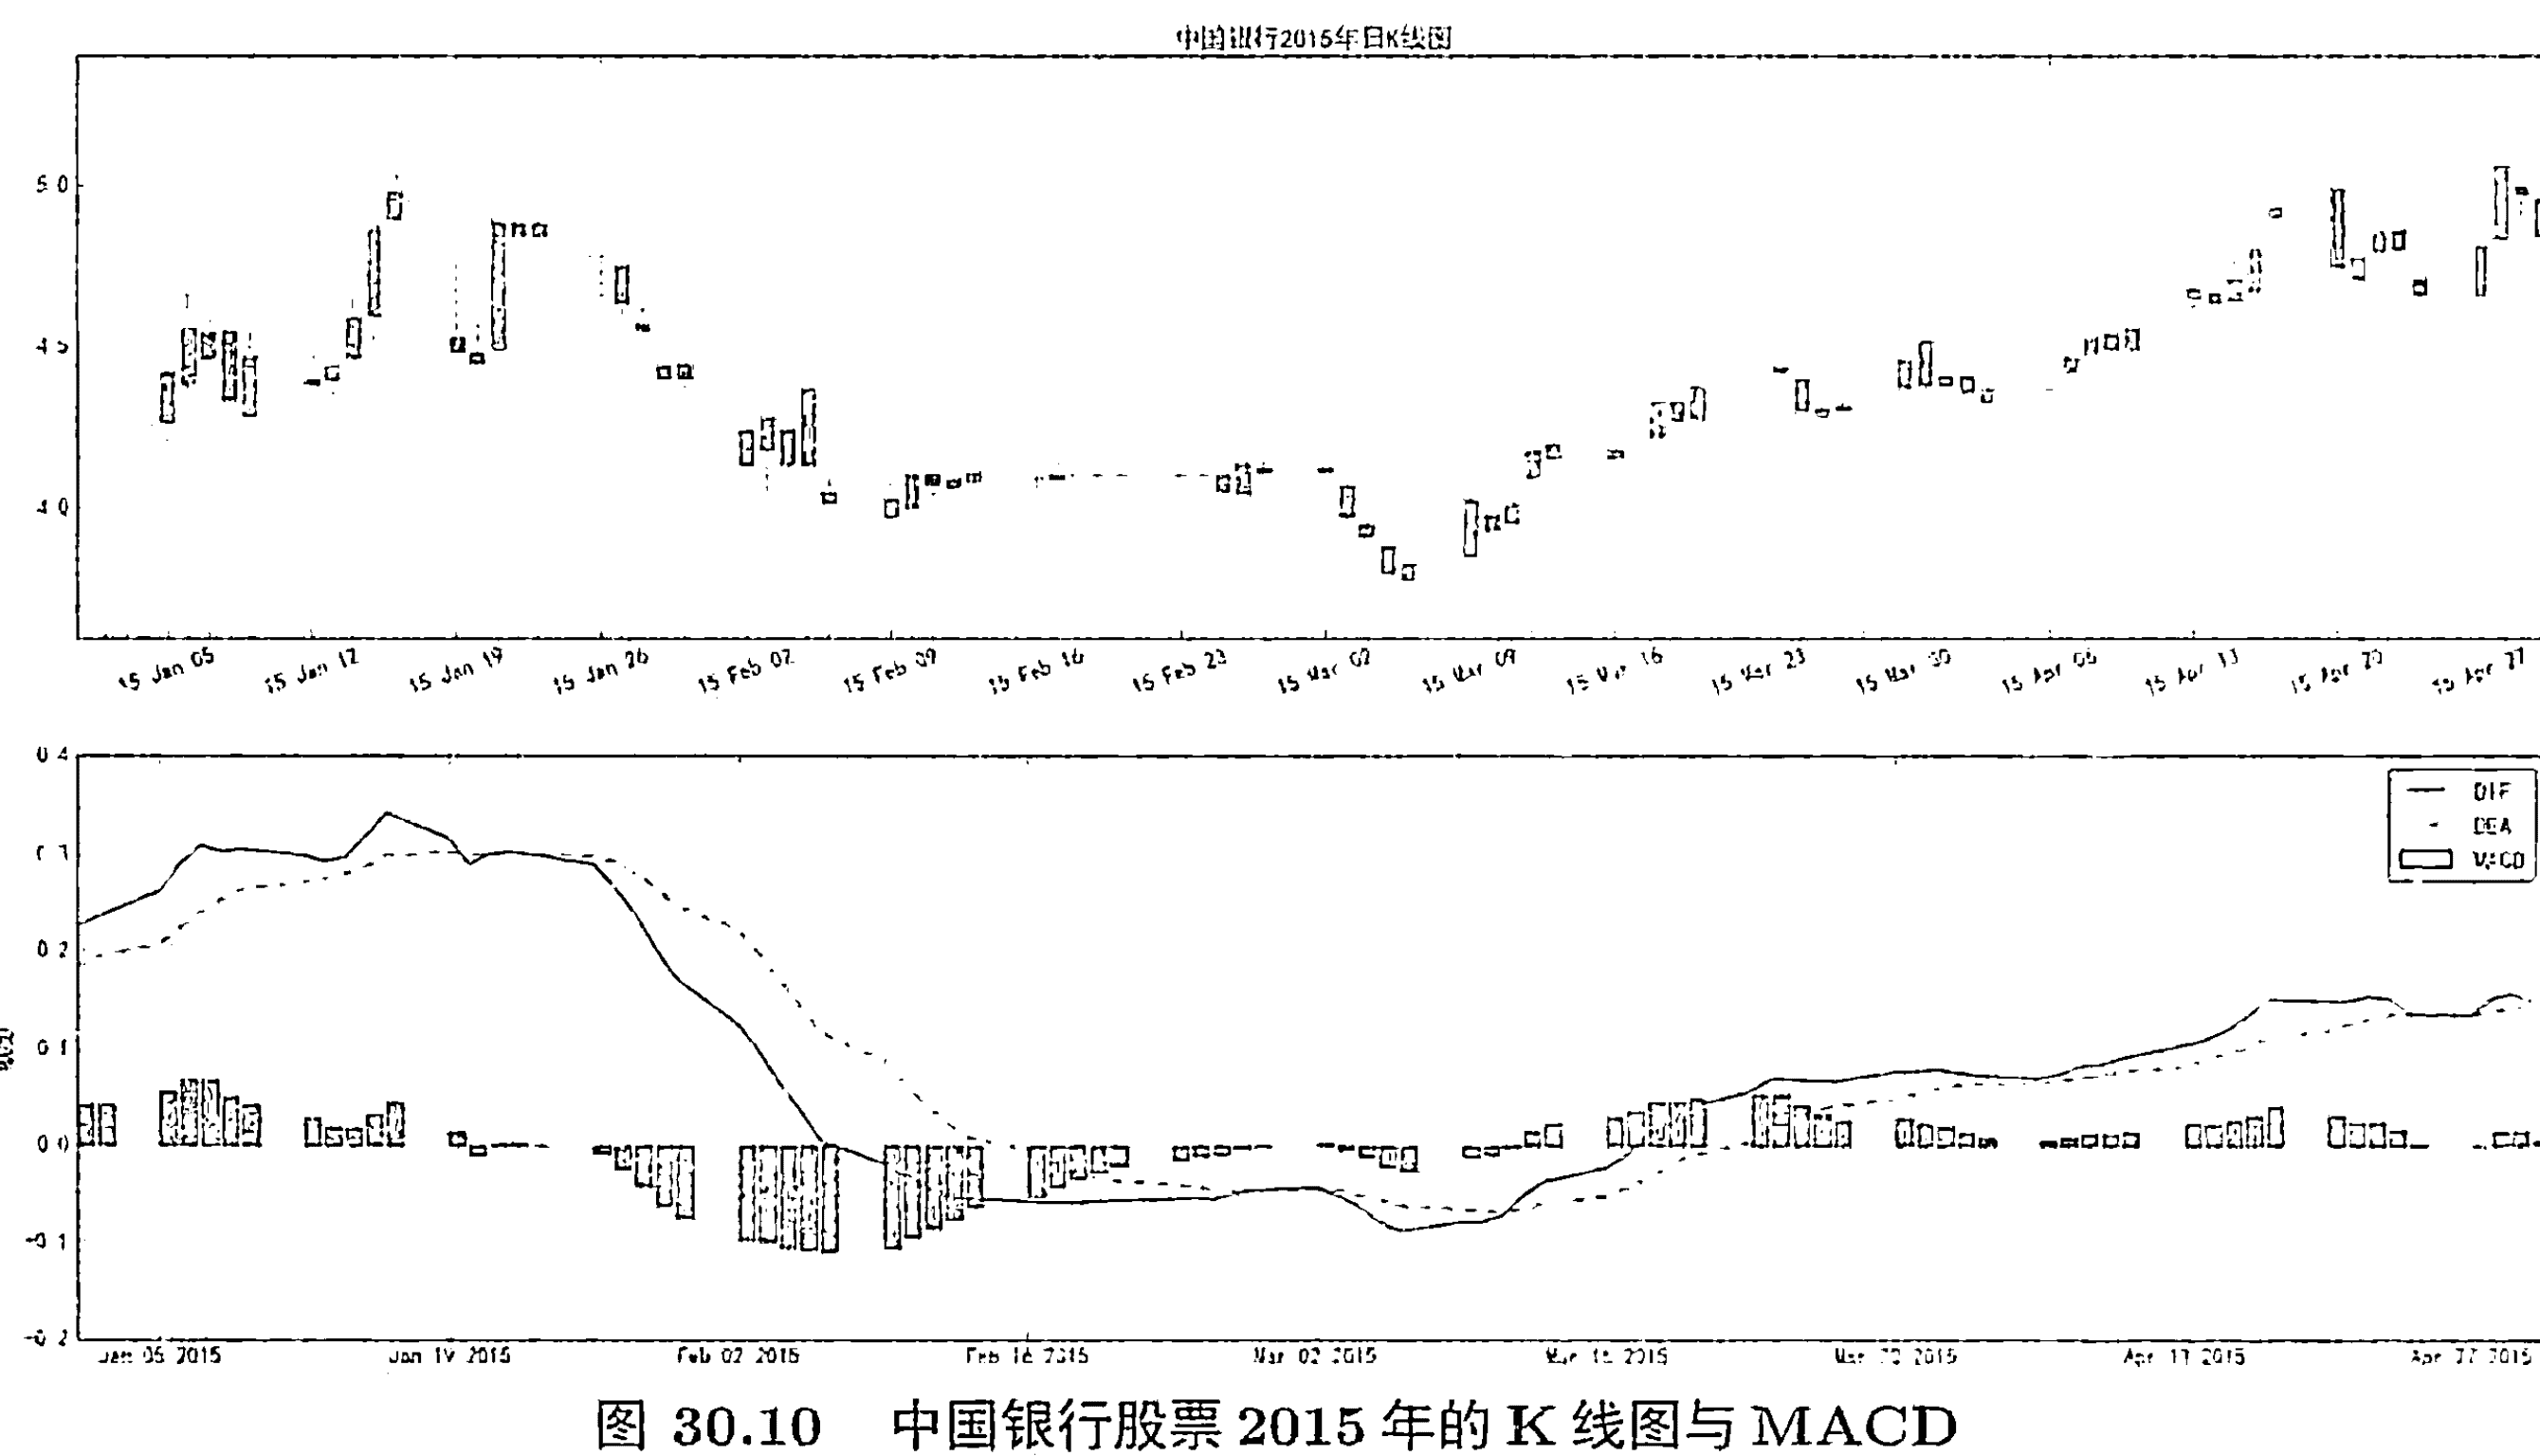 中国银行2015年日K线图
5 0
4 5
4 0
15 Jan 05
15 Jan 12
15 Jan 19
15 Jan 26
15 Feb 02
15 Feb 09
15 Feb 16
15 Feb 23
15 Mar 02
15 Mar 09
15 Mar 16
15 Mar 23
15 Mar 30
15 Apr 06
15 Apr 13
15 Apr 20
15 Apr 27
0 4
DIF
DEA
MACD
0 3
0 2
0 1
0 0
-0 1
-0 2
Jan 05 2015
Jan 19 2015
Feb 02 2015
Feb 16 2015
Mar 02 2015
Mar 16 2015
Mar 30 2015
Apr 13 2015
Apr 27 2015
图 30.10 中国银行股票 2015 年的 K 线图与 MACD